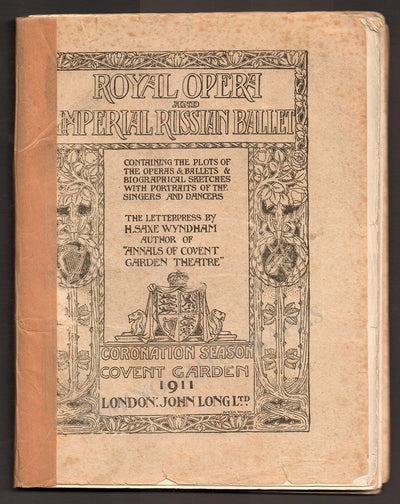 ROYAL OPERA
AND
IMPERIAL RUSSIAN BALLET
CONTAINING THE PLOTS OF
THE OPERAS & BALLETS &
BIOGRAPHICAL SKETCHES
WITH PORTRAITS OF THE
SINGERS AND DANCERS
THE LETTERPRESS BY
H. SAXE WYNDHAM
AUTHOR OF
"ANNALS OF COVENT
GARDEN THEATRE"
CORONATION SEASON
COVENT GARDEN
1911
LONDON: JOHN LONG LTD